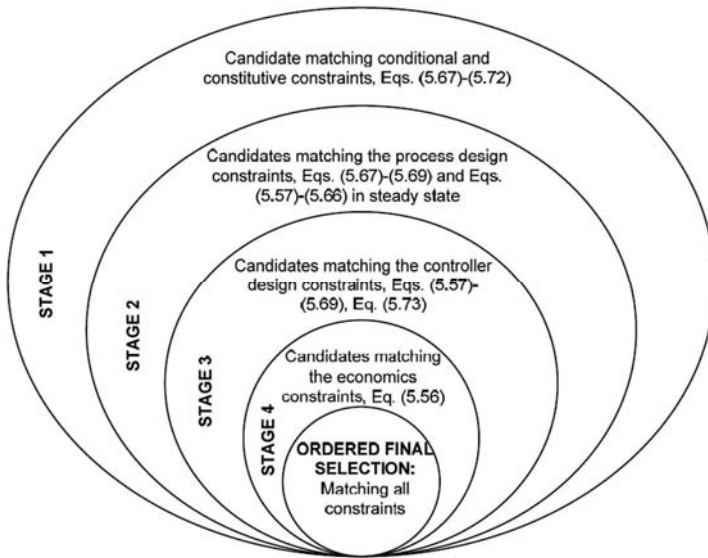 Candidate matching conditional and
constitutive constraints, Eqs. (5.67)-(5.72)
STAGE 1
Candidates matching the process design
constraints, Eqs. (5.67)-(5.69) and Eqs.
(5.57)-(5.66) in steady state
STAGE 2
Candidates matching the controller
design constraints, Eqs. (5.57)-
(5.69), Eq. (5.73)
STAGE 3
Candidates matching
the economics
constraints, Eq. (5.56)
STAGE 4
ORDERED FINAL
SELECTION:
Matching all
constraints